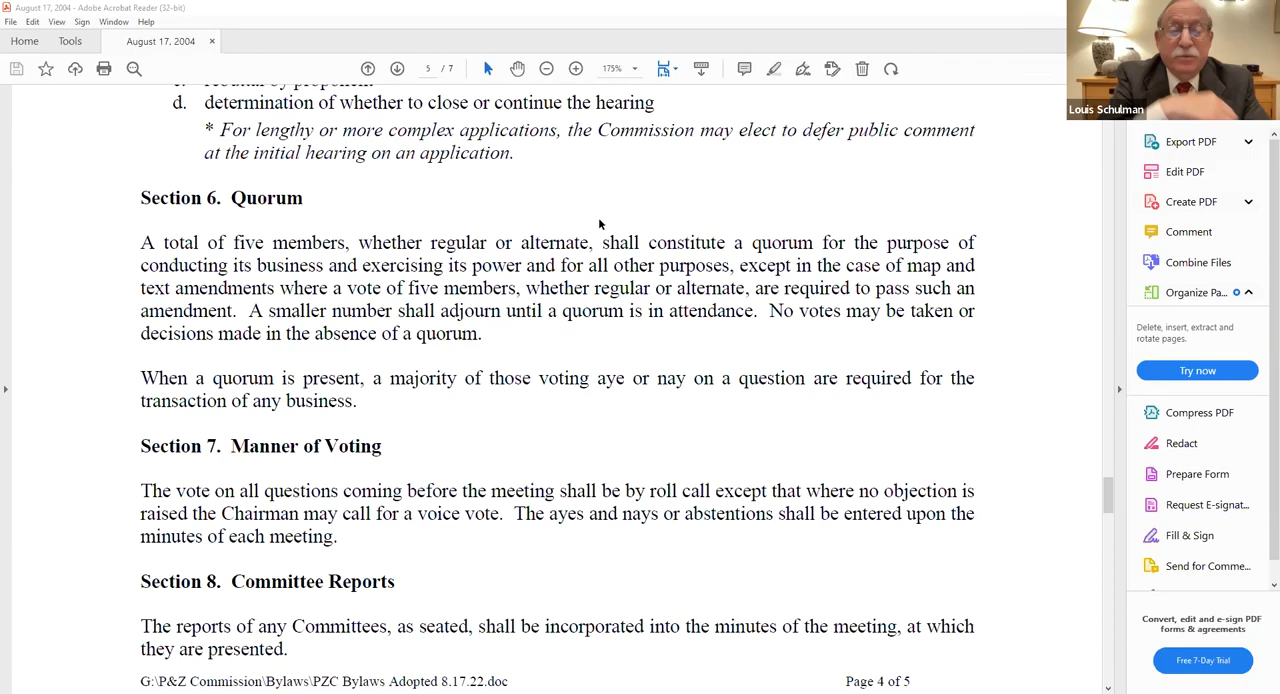 August 17, 2004 - Adobe Acrobat Reader (32-bit)
File Edit View Sign Window Help
Home Tools August 17, 2004 ×
5 / 7 175%
Louis Schulman
d. determination of whether to close or continue the hearing
* For lengthy or more complex applications, the Commission may elect to defer public comment
at the initial hearing on an application.
Section 6. Quorum
A total of five members, whether regular or alternate, shall constitute a quorum for the purpose of
conducting its business and exercising its power and for all other purposes, except in the case of map and
text amendments where a vote of five members, whether regular or alternate, are required to pass such an
amendment. A smaller number shall adjourn until a quorum is in attendance. No votes may be taken or
decisions made in the absence of a quorum.
When a quorum is present, a majority of those voting aye or nay on a question are required for the
transaction of any business.
Section 7. Manner of Voting
The vote on all questions coming before the meeting shall be by roll call except that where no objection is
raised the Chairman may call for a voice vote. The ayes and nays or abstentions shall be entered upon the
minutes of each meeting.
Section 8. Committee Reports
The reports of any Committees, as seated, shall be incorporated into the minutes of the meeting, at which
they are presented.
G:\P&Z Commission\Bylaws\PZC Bylaws Adopted 8.17.22.doc Page 4 of 5
Export PDF
Edit PDF
Create PDF
Comment
Combine Files
Organize Pa...
Delete, insert, extract and
rotate pages.
Try now
Compress PDF
Redact
Prepare Form
Request E-signat...
Fill & Sign
Send for Comme...
Convert, edit and e-sign PDF
forms & agreements
Free 7-Day Trial